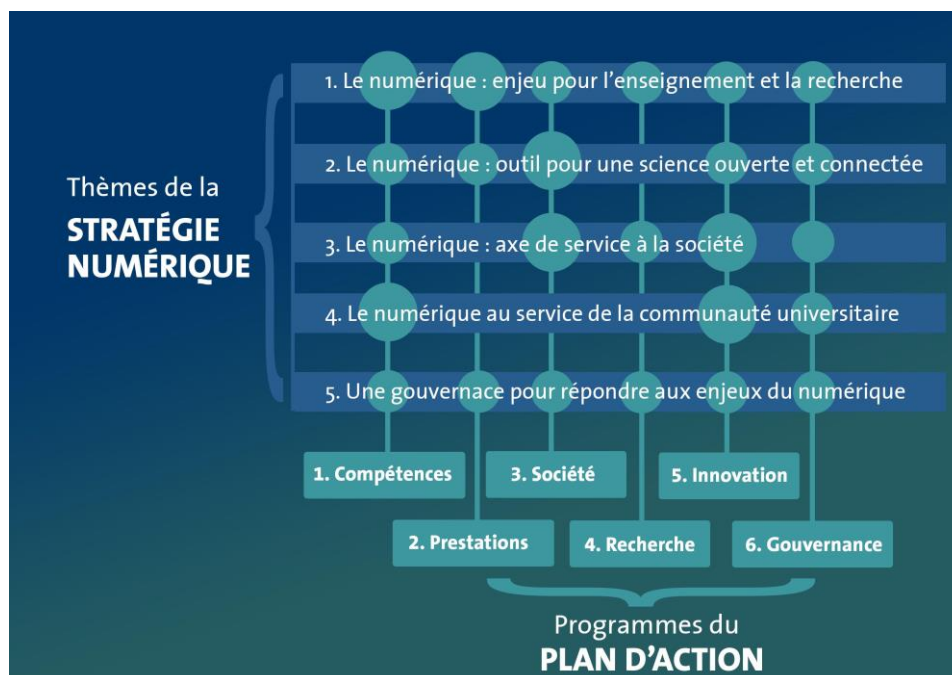 1. Le numérique : enjeu pour l'enseignement et la recherche
2. Le numérique : outil pour une science ouverte et connectée
Thèmes de la
STRATÉGIE
NUMÉRIQUE
3. Le numérique : axe de service à la société
4. Le numérique au service de la communauté universitaire
5. Une gouvernace pour répondre aux enjeux du numérique
1. Compétences
3. Société
5. Innovation
2. Prestations
4. Recherche
6. Gouvernance
Programmes du
PLAN D'ACTION